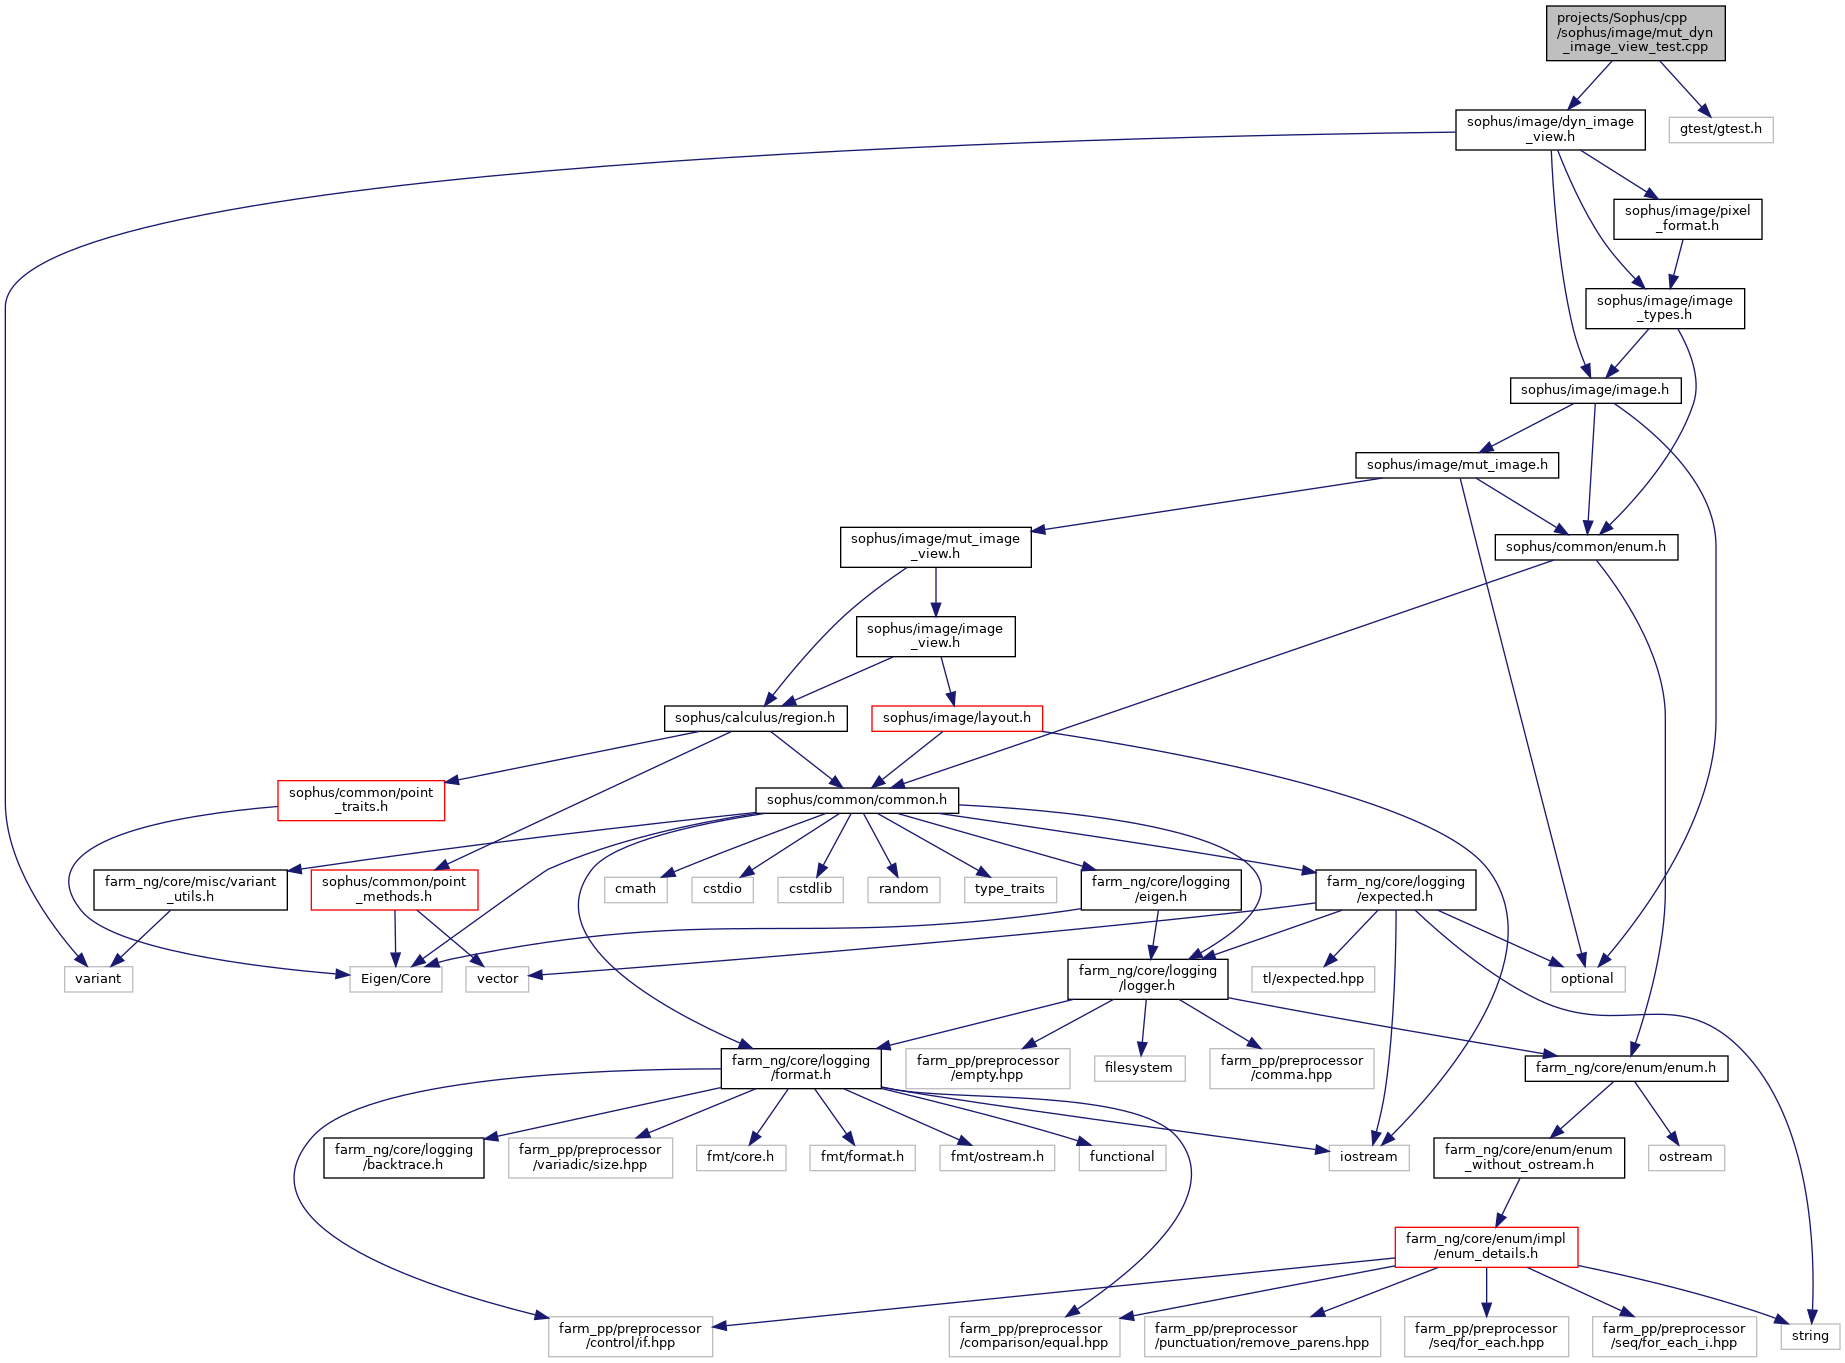 projects/Sophus/cpp
/sophus/image/mut_dyn
_image_view_test.cpp
sophus/image/dyn_image
_view.h
gtest/gtest.h
sophus/image/pixel
_format.h
sophus/image/image
_types.h
sophus/image/image.h
sophus/image/mut_image.h
sophus/image/mut_image
_view.h
sophus/common/enum.h
sophus/image/image
_view.h
sophus/calculus/region.h
sophus/image/layout.h
sophus/common/point
_traits.h
sophus/common/common.h
farm_ng/core/misc/variant
_utils.h
sophus/common/point
_methods.h
cmath
cstdio
cstdlib
random
type_traits
farm_ng/core/logging
/eigen.h
farm_ng/core/logging
/expected.h
variant
Eigen/Core
vector
farm_ng/core/logging
/logger.h
tl/expected.hpp
optional
farm_ng/core/logging
/format.h
farm_pp/preprocessor
/empty.hpp
filesystem
farm_pp/preprocessor
/comma.hpp
farm_ng/core/enum/enum.h
farm_ng/core/logging
/backtrace.h
farm_pp/preprocessor
/variadic/size.hpp
fmt/core.h
fmt/format.h
fmt/ostream.h
functional
iostream
farm_ng/core/enum/enum
_without_ostream.h
ostream
farm_ng/core/enum/impl
/enum_details.h
farm_pp/preprocessor
/control/if.hpp
farm_pp/preprocessor
/comparison/equal.hpp
farm_pp/preprocessor
/punctuation/remove_parens.hpp
farm_pp/preprocessor
/seq/for_each.hpp
farm_pp/preprocessor
/seq/for_each_i.hpp
string